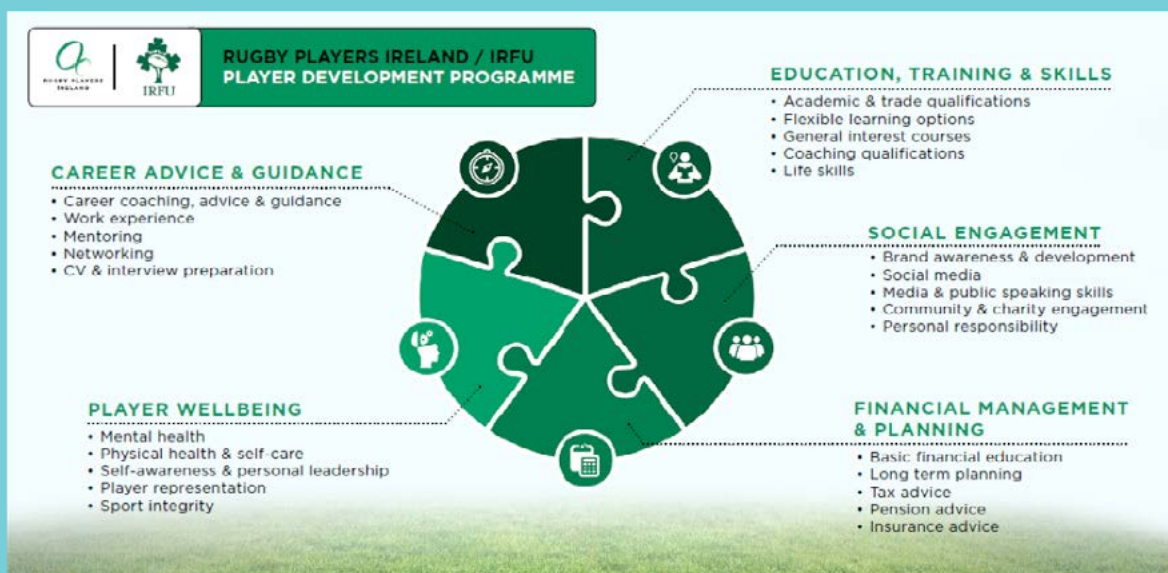 RUGBY PLAYERS
IRELAND
IRFU
RUGBY PLAYERS IRELAND / IRFU
PLAYER DEVELOPMENT PROGRAMME
EDUCATION, TRAINING & SKILLS
• Academic & trade qualifications
• Flexible learning options
• General interest courses
• Coaching qualifications
• Life skills
CAREER ADVICE & GUIDANCE
• Career coaching, advice & guidance
• Work experience
• Mentoring
• Networking
• CV & interview preparation
SOCIAL ENGAGEMENT
• Brand awareness & development
• Social media
• Media & public speaking skills
• Community & charity engagement
• Personal responsibility
PLAYER WELLBEING
• Mental health
• Physical health & self-care
• Self-awareness & personal leadership
• Player representation
• Sport integrity
FINANCIAL MANAGEMENT
& PLANNING
• Basic financial education
• Long term planning
• Tax advice
• Pension advice
• Insurance advice